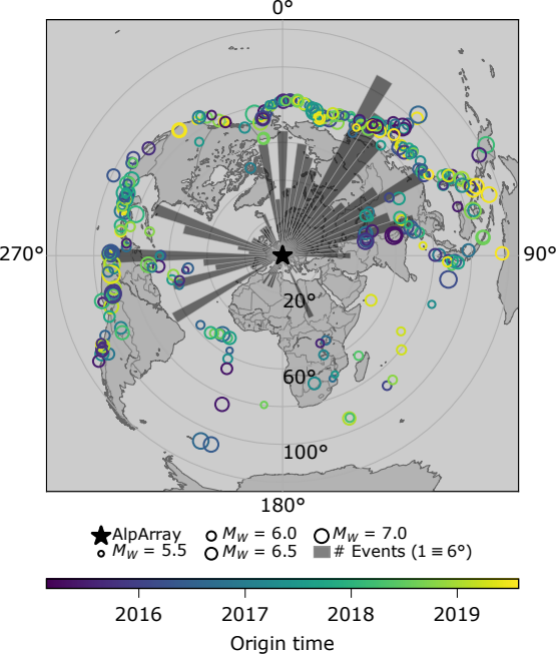 0°
270°
90°
20°
60°
100°
180°
AlpArray
M_W = 6.0
M_W = 7.0
M_W = 5.5
M_W = 6.5
# Events (1 ≡ 6°)
2016 2017 2018 2019
Origin time